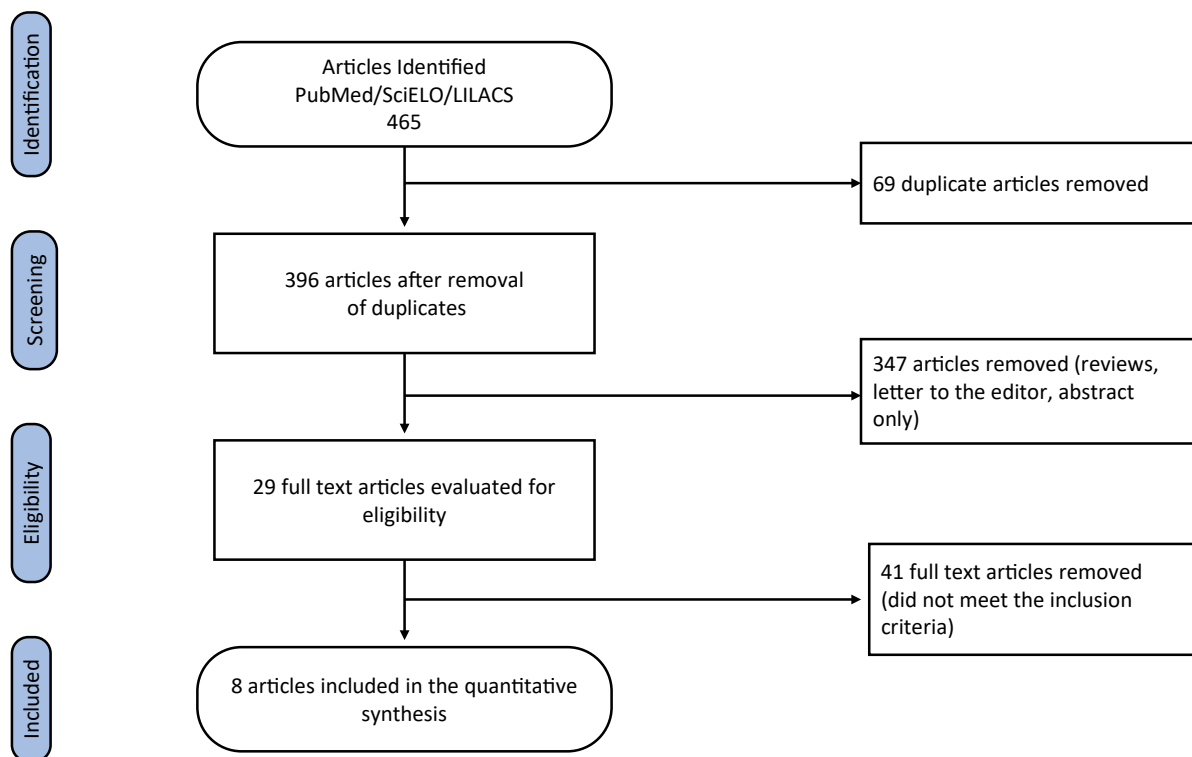 Identification
Articles Identified
PubMed/SciELO/LILACS
465
69 duplicate articles removed
Screening
396 articles after removal
of duplicates
347 articles removed (reviews,
letter to the editor, abstract
only)
Eligibility
29 full text articles evaluated for
eligibility
41 full text articles removed
(did not meet the inclusion
criteria)
Included
8 articles included in the quantitative
synthesis